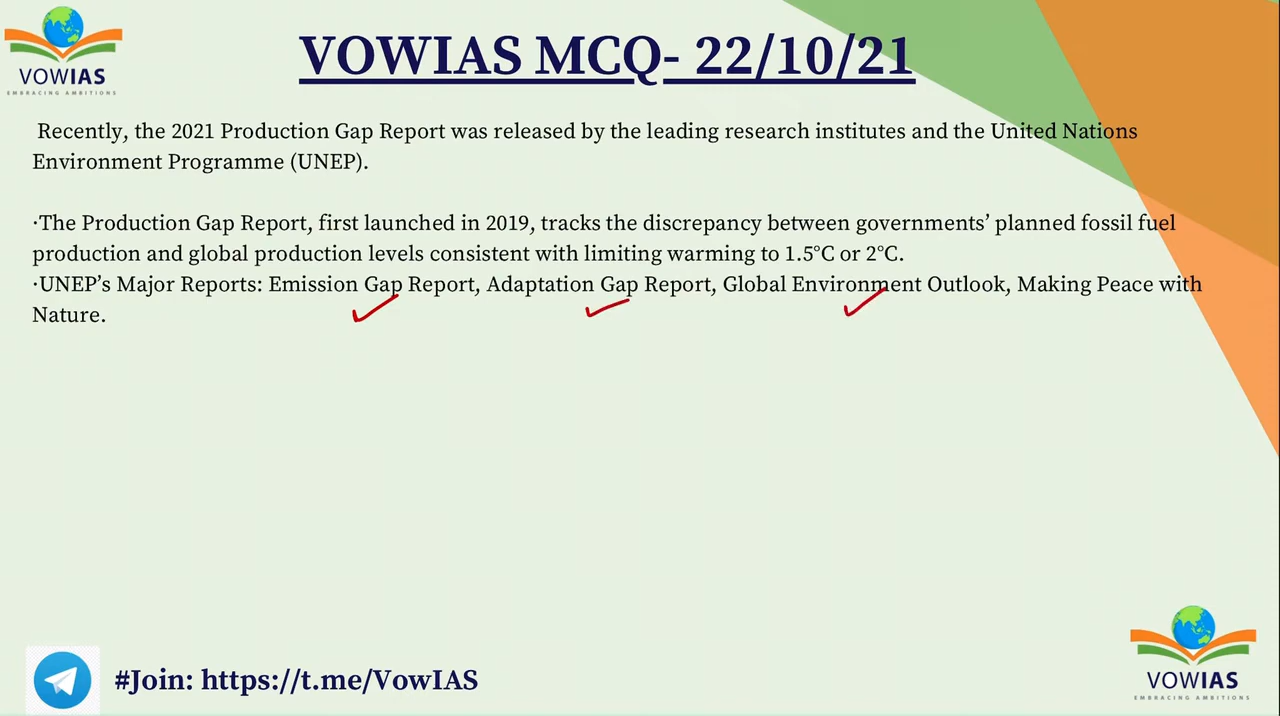 VOWIAS
EMBRACING AMBITIONS
VOWIAS MCQ- 22/10/21
Recently, the 2021 Production Gap Report was released by the leading research institutes and the United Nations
Environment Programme (UNEP).
·The Production Gap Report, first launched in 2019, tracks the discrepancy between governments’ planned fossil fuel
production and global production levels consistent with limiting warming to 1.5°C or 2°C.
·UNEP’s Major Reports: Emission Gap Report, Adaptation Gap Report, Global Environment Outlook, Making Peace with
Nature.
#Join: https://t.me/VowIAS
VOWIAS
EMBRACING AMBITIONS